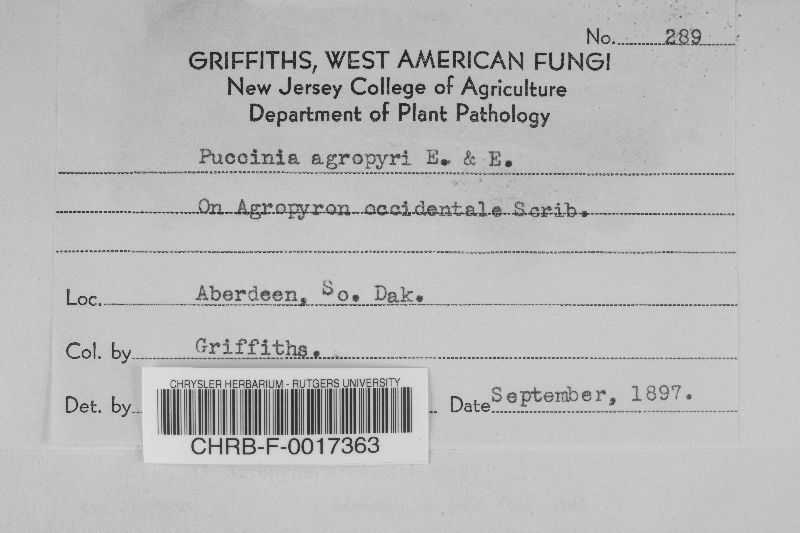 No. 289
GRIFFITHS, WEST AMERICAN FUNGI
New Jersey College of Agriculture
Department of Plant Pathology
Puccinia agropyri E. & E.
On Agropyron occidentale Scrib.
Loc. Aberdeen, So. Dak.
Col. by Griffiths.
Det. by
Date September, 1897.
CHRYSLER HERBARIUM - RUTGERS UNIVERSITY
CHRB-F-0017363